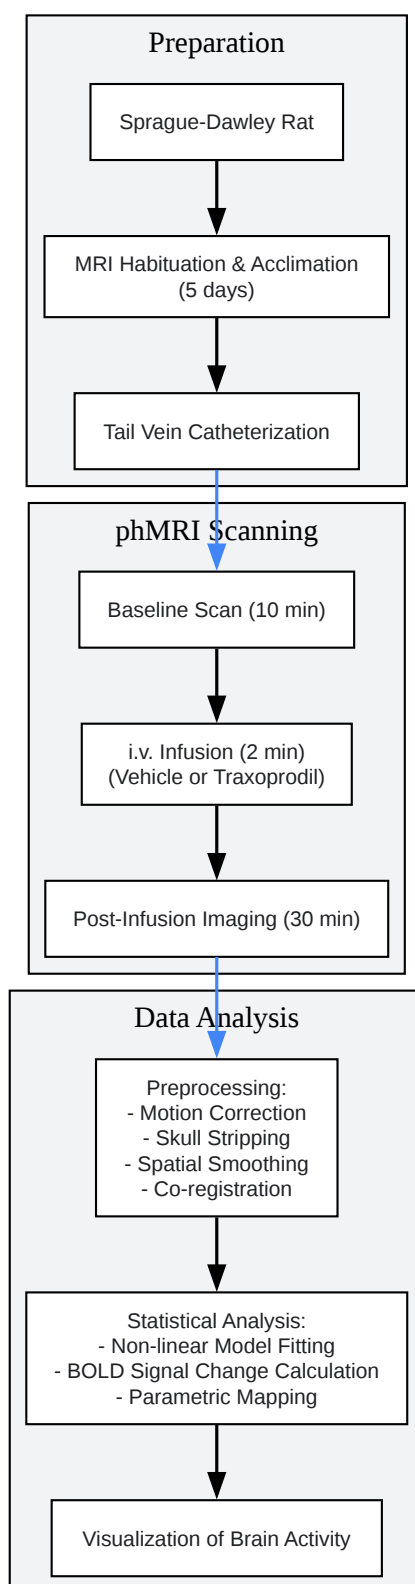 Preparation
Sprague-Dawley Rat
MRI Habituation & Acclimation
(5 days)
Tail Vein Catheterization
phMRI Scanning
Baseline Scan (10 min)
i.v. Infusion (2 min)
(Vehicle or Traxoprodil)
Post-Infusion Imaging (30 min)
Data Analysis
Preprocessing:
- Motion Correction
- Skull Stripping
- Spatial Smoothing
- Co-registration
Statistical Analysis:
- Non-linear Model Fitting
- BOLD Signal Change Calculation
- Parametric Mapping
Visualization of Brain Activity